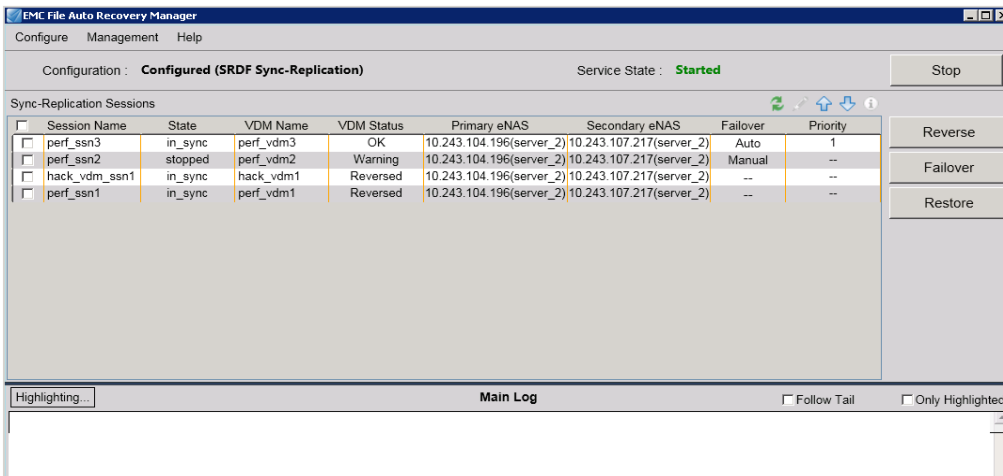 EMC File Auto Recovery Manager
Configure Management Help
Configuration : Configured (SRDF Sync-Replication) Service State : Started Stop
Sync-Replication Sessions
Session Name State VDM Name VDM Status Primary eNAS Secondary eNAS Failover Priority
perf_ssn3 in_sync perf_vdm3 OK 10.243.104.196(server_2) 10.243.107.217(server_2) Auto 1
perf_ssn2 stopped perf_vdm2 Warning 10.243.104.196(server_2) 10.243.107.217(server_2) Manual --
hack_vdm_ssn1 in_sync hack_vdm1 Reversed 10.243.104.196(server_2) 10.243.107.217(server_2) -- --
perf_ssn1 in_sync perf_vdm1 Reversed 10.243.104.196(server_2) 10.243.107.217(server_2) -- --
Reverse
Failover
Restore
Highlighting... Main Log Follow Tail Only Highlighted